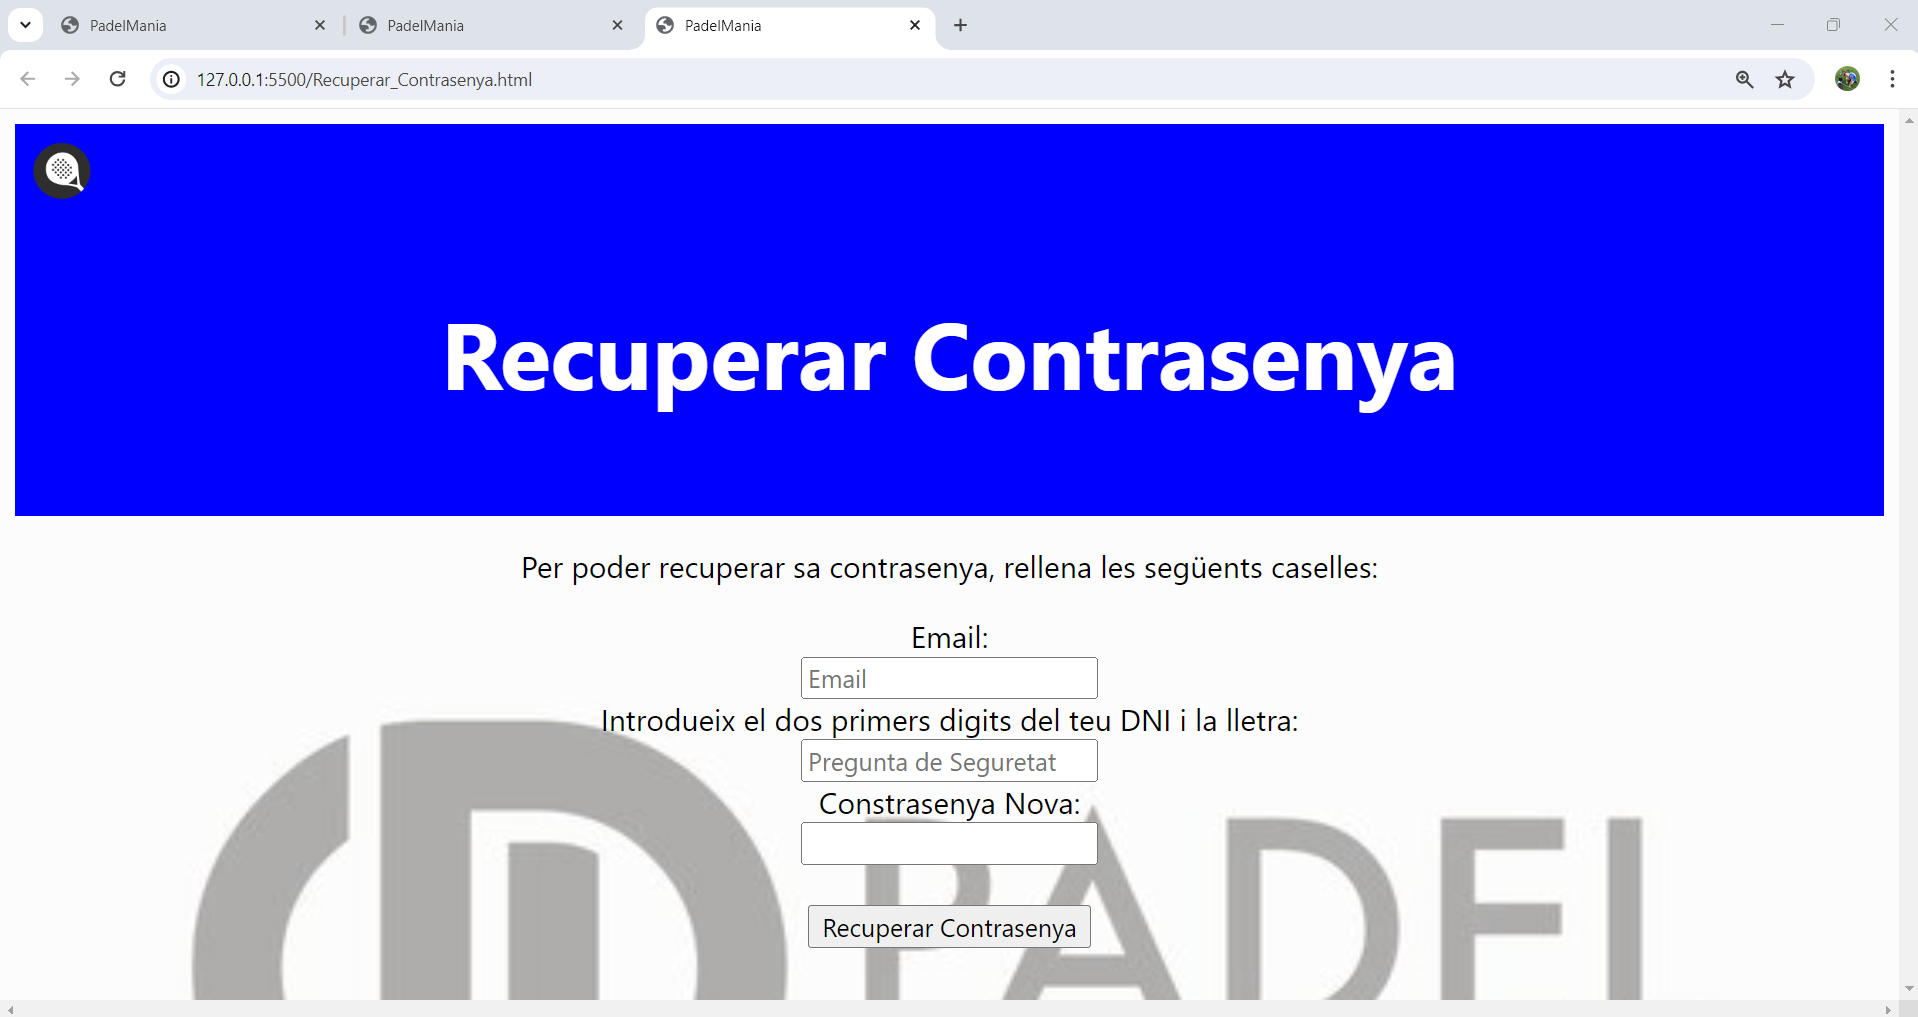 PadelMania
PadelMania
PadelMania
127.0.0.1:5500/Recuperar_Contrasenya.html
Recuperar Contrasenya
Per poder recuperar sa contrasenya, rellena les següents caselles:
Email:
Email
Introdueix el dos primers digits del teu DNI i la lletra:
Pregunta de Seguretat
Constrasenya Nova:
Recuperar Contrasenya
PADEL